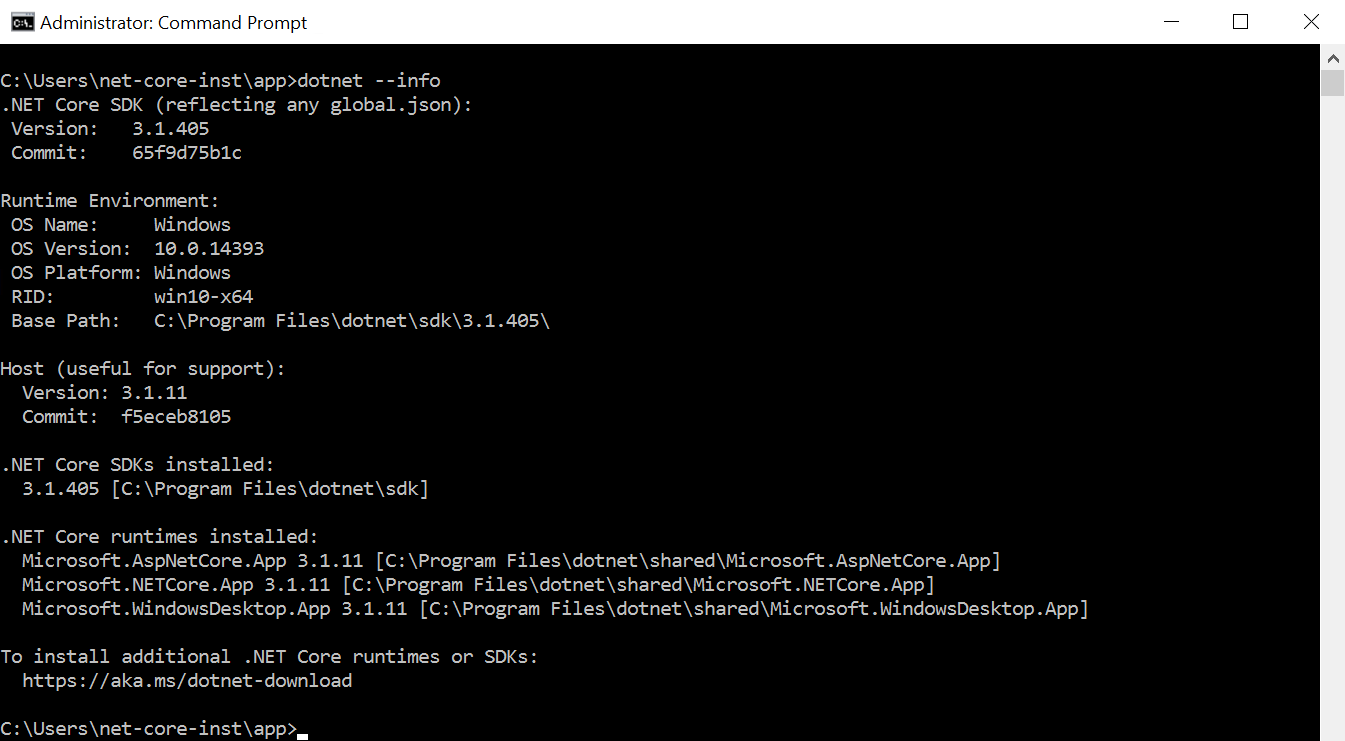 Administrator: Command Prompt
C:\Users\net-core-inst\app>dotnet --info
.NET Core SDK (reflecting any global.json):
 Version:   3.1.405
 Commit:    65f9d75b1c

Runtime Environment:
 OS Name:     Windows
 OS Version:  10.0.14393
 OS Platform: Windows
 RID:         win10-x64
 Base Path:   C:\Program Files\dotnet\sdk\3.1.405\

Host (useful for support):
  Version: 3.1.11
  Commit:  f5eceb8105

.NET Core SDKs installed:
  3.1.405 [C:\Program Files\dotnet\sdk]

.NET Core runtimes installed:
  Microsoft.AspNetCore.App 3.1.11 [C:\Program Files\dotnet\shared\Microsoft.AspNetCore.App]
  Microsoft.NETCore.App 3.1.11 [C:\Program Files\dotnet\shared\Microsoft.NETCore.App]
  Microsoft.WindowsDesktop.App 3.1.11 [C:\Program Files\dotnet\shared\Microsoft.WindowsDesktop.App]

To install additional .NET Core runtimes or SDKs:
  https://aka.ms/dotnet-download

C:\Users\net-core-inst\app>